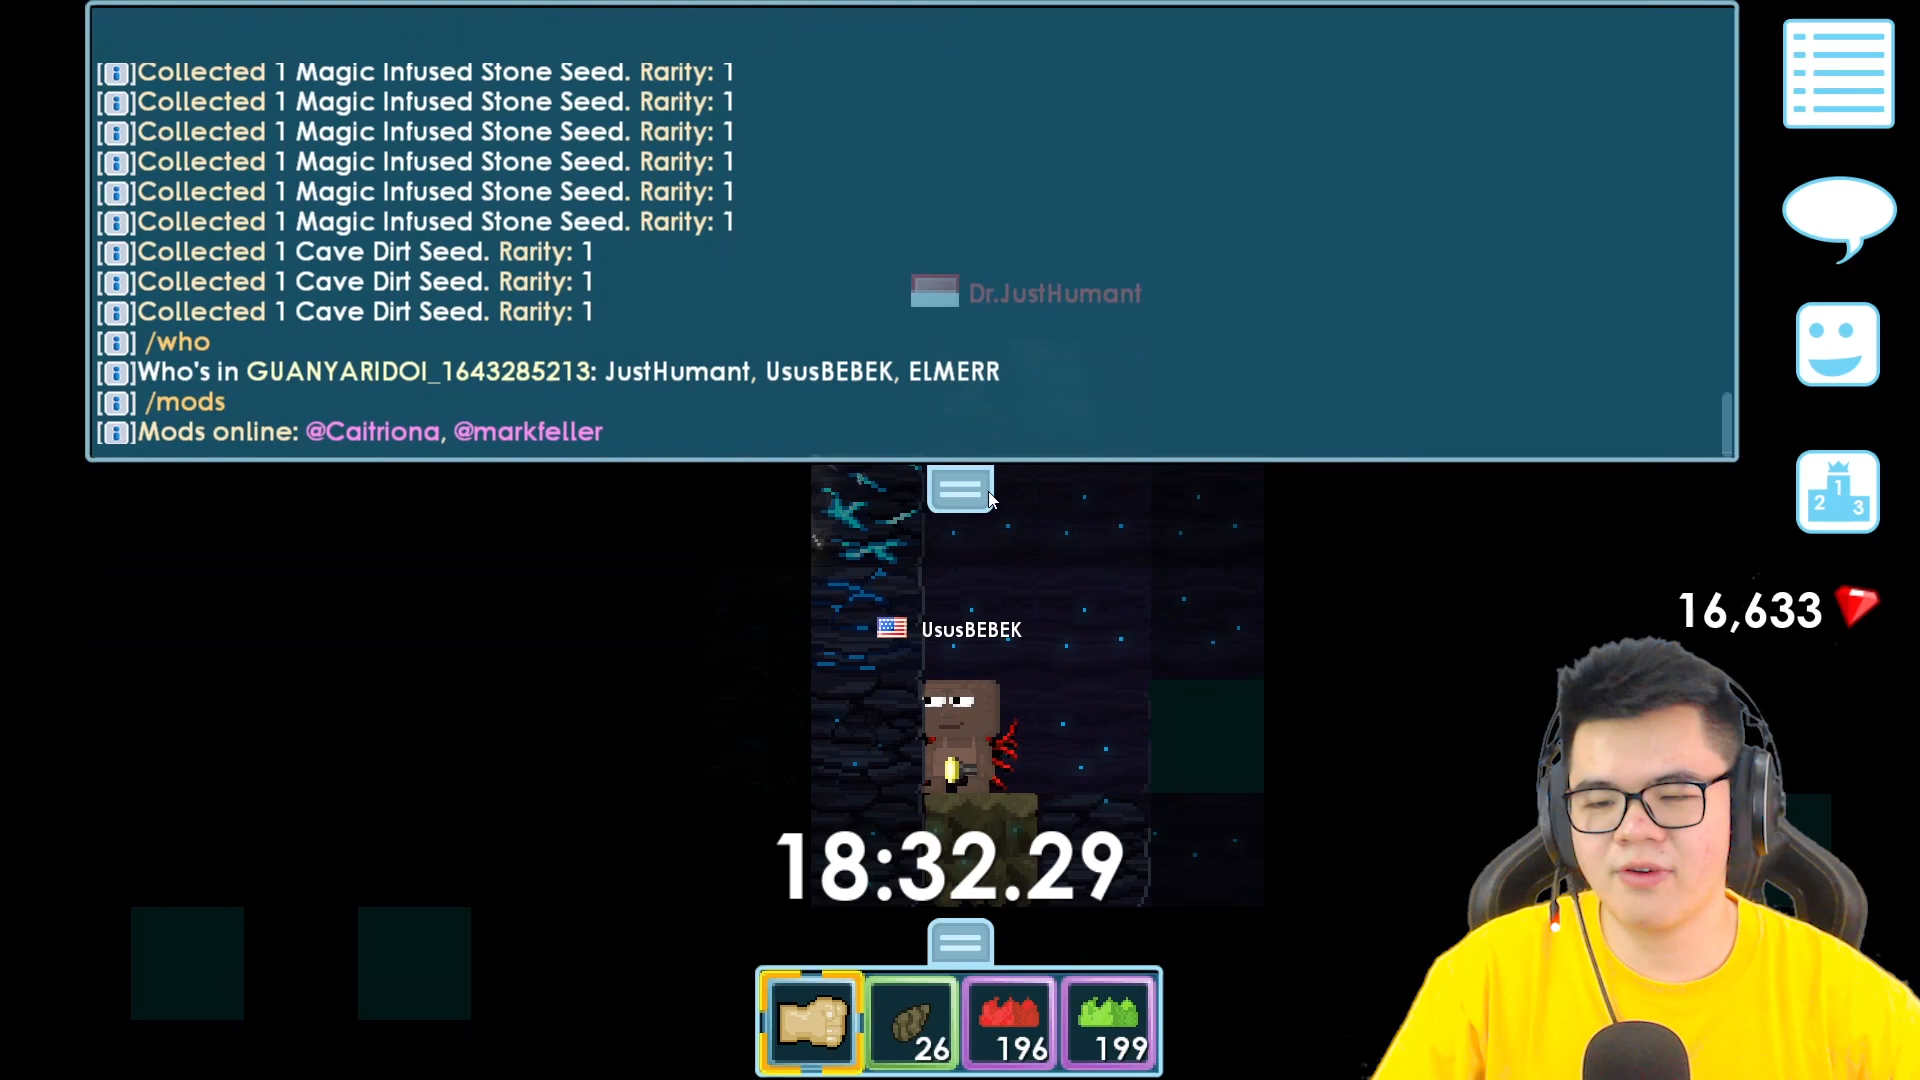 [i]Collected 1 Magic Infused Stone Seed. Rarity: 1
[i]Collected 1 Magic Infused Stone Seed. Rarity: 1
[i]Collected 1 Magic Infused Stone Seed. Rarity: 1
[i]Collected 1 Magic Infused Stone Seed. Rarity: 1
[i]Collected 1 Magic Infused Stone Seed. Rarity: 1
[i]Collected 1 Magic Infused Stone Seed. Rarity: 1
[i]Collected 1 Cave Dirt Seed. Rarity: 1
[i]Collected 1 Cave Dirt Seed. Rarity: 1
[i]Collected 1 Cave Dirt Seed. Rarity: 1
Dr.JustHumant
[i] /who
[i]Who's in GUANYARIDOI_1643285213: JustHumant, UsusBEBEK, ELMERR
[i] /mods
[i]Mods online: @Caitriona, @markfeller
1
2
3
16,633
UsusBEBEK
18:32.29
26
196
199